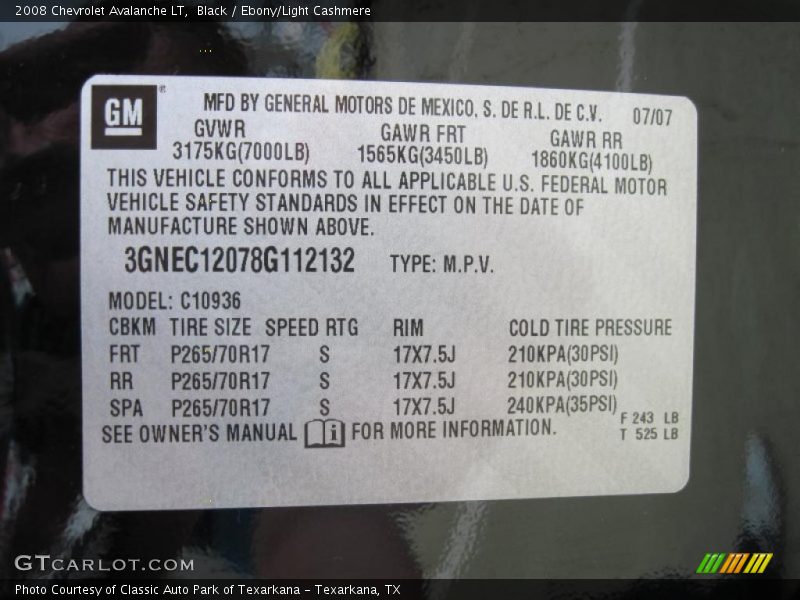 2008 Chevrolet Avalanche LT, Black / Ebony/Light Cashmere
GM ® MFD BY GENERAL MOTORS DE MEXICO, S. DE R.L. DE C.V. 07/07
GVWR GAWR FRT GAWR RR
3175KG(7000LB) 1565KG(3450LB) 1860KG(4100LB)
THIS VEHICLE CONFORMS TO ALL APPLICABLE U.S. FEDERAL MOTOR
VEHICLE SAFETY STANDARDS IN EFFECT ON THE DATE OF
MANUFACTURE SHOWN ABOVE.
3GNEC12078G112132 TYPE: M.P.V.
MODEL: C10936
CBKM TIRE SIZE SPEED RTG RIM COLD TIRE PRESSURE
FRT P265/70R17 S 17X7.5J 210KPA(30PSI)
RR P265/70R17 S 17X7.5J 210KPA(30PSI)
SPA P265/70R17 S 17X7.5J 240KPA(35PSI)
F 243 LB
SEE OWNER'S MANUAL i FOR MORE INFORMATION.
T 525 LB
GTCARLOT.COM
Photo Courtesy of Classic Auto Park of Texarkana - Texarkana, TX